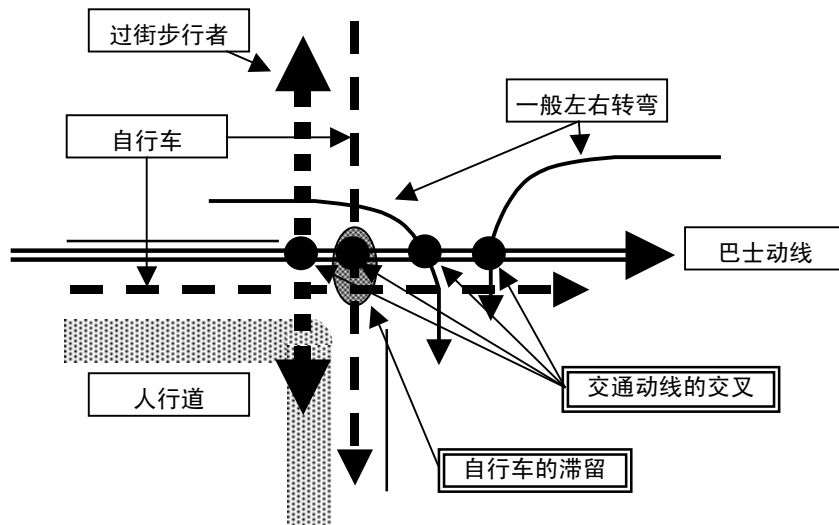 过街步行者
一般左右转弯
自行车
巴士动线
人行道
交通动线的交叉
自行车的滞留